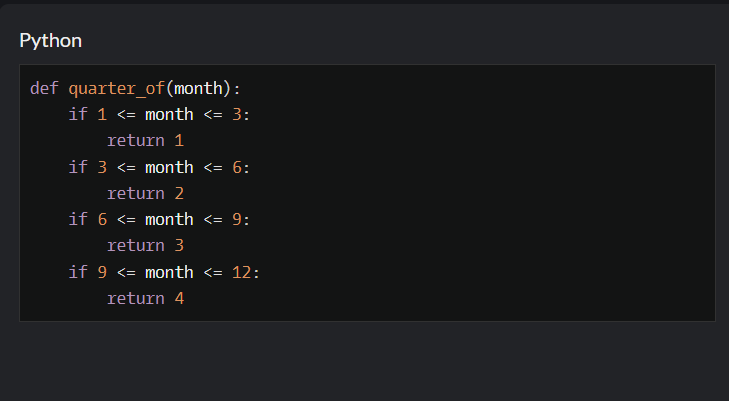 Python
def quarter_of(month):
    if 1 <= month <= 3:
        return 1
    if 3 <= month <= 6:
        return 2
    if 6 <= month <= 9:
        return 3
    if 9 <= month <= 12:
        return 4